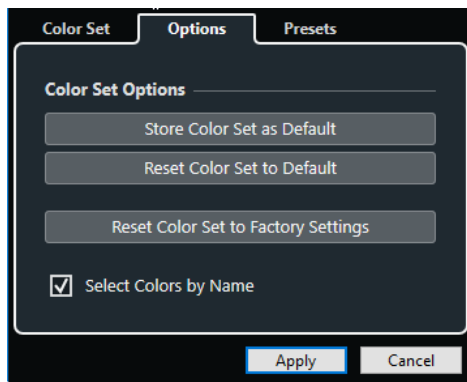 Color Set Options Presets
Color Set Options
Store Color Set as Default
Reset Color Set to Default
Reset Color Set to Factory Settings
Select Colors by Name
Apply Cancel